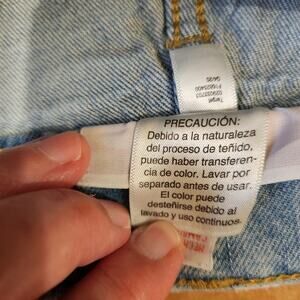 Target
PRECAUCIÓN:
Debido a la naturaleza
del proceso de teñido,
puede haber transferen-
cia de color. Lavar por
separado antes de usar.
El color puede
desteñirse debido al
lavado y uso continuos.